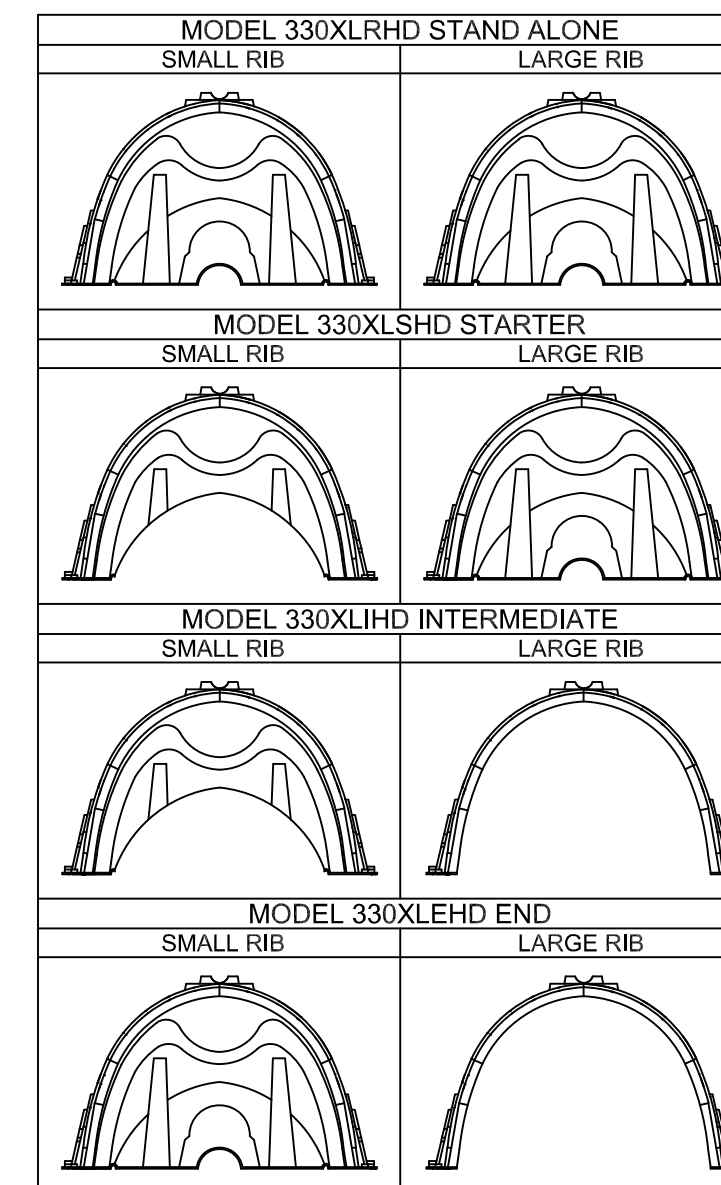 MODEL 330XLRHD STAND ALONE
SMALL RIB LARGE RIB
MODEL 330XLSHD STARTER
SMALL RIB LARGE RIB
MODEL 330XLIHD INTERMEDIATE
SMALL RIB LARGE RIB
MODEL 330XLEHD END
SMALL RIB LARGE RIB